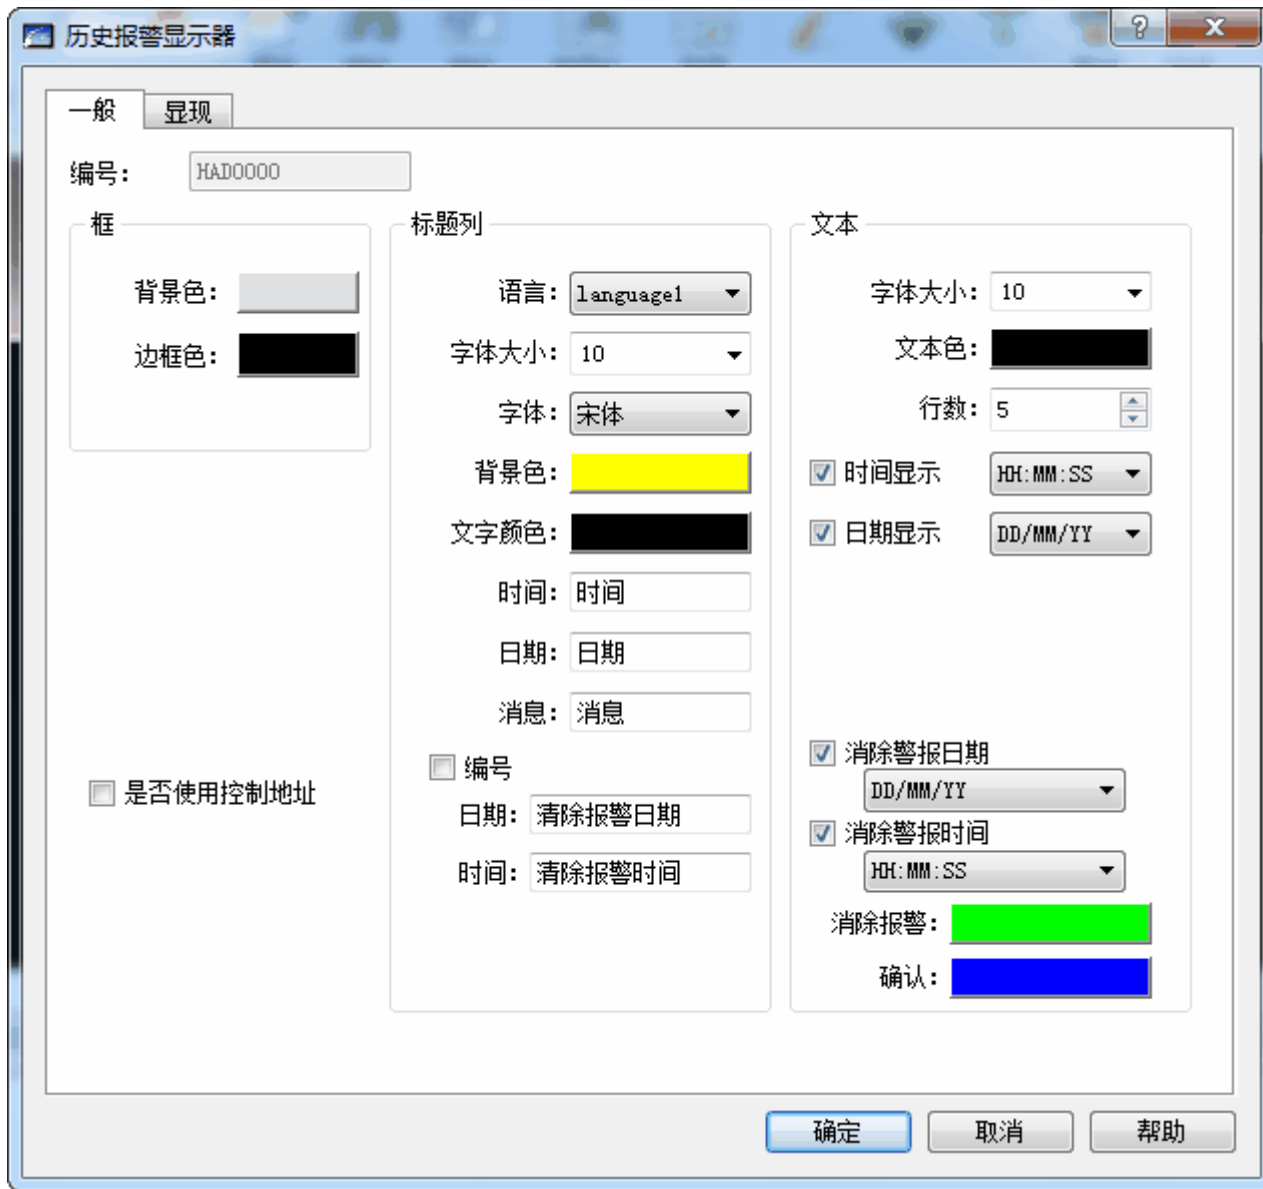 历史报警显示器
?
X
一般
显现
编号:
HAD0000
框
背景色:
边框色:
是否使用控制地址
标题列
语言: language1
字体大小: 10
字体: 宋体
背景色:
文字颜色:
时间: 时间
日期: 日期
消息: 消息
编号
日期: 清除报警日期
时间: 清除报警时间
文本
字体大小: 10
文本色:
行数: 5
时间显示 HH:MM:SS
日期显示 DD/MM/YY
消除警报日期
DD/MM/YY
消除警报时间
HH:MM:SS
消除报警:
确认:
确定
取消
帮助